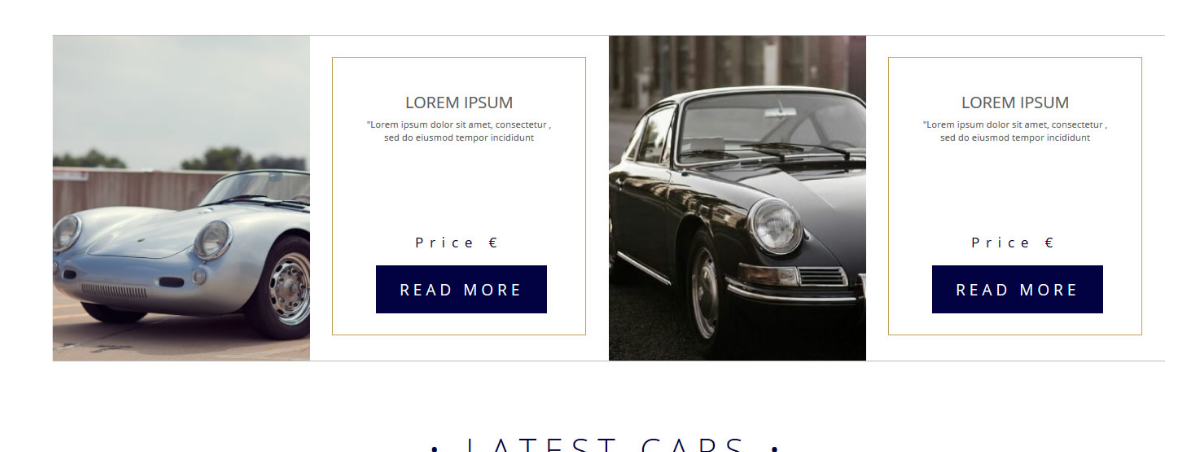 LOREM IPSUM
"Lorem ipsum dolor sit amet, consectetur ,
sed do eiusmod tempor incididunt
Price €
READ MORE
LOREM IPSUM
"Lorem ipsum dolor sit amet, consectetur ,
sed do eiusmod tempor incididunt
Price €
READ MORE
• LATEST CARS •